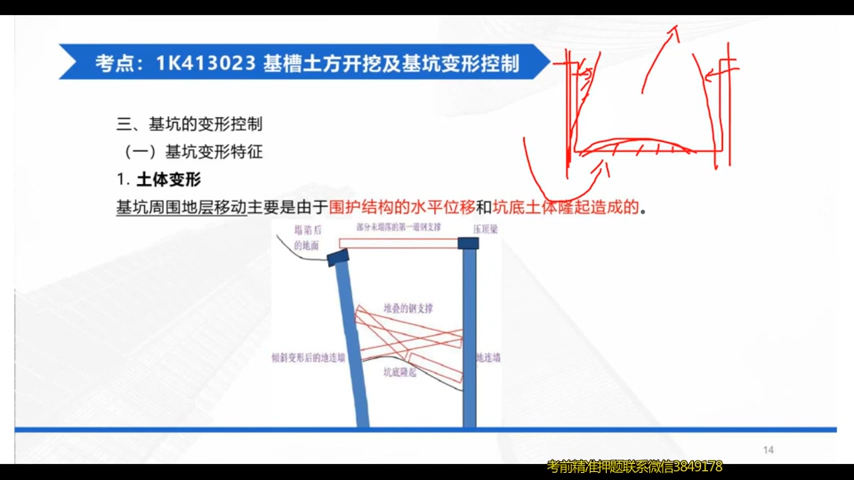 考点：1K413023 基槽土方开挖及基坑变形控制
三、基坑的变形控制
（一）基坑变形特征
1. 土体变形
基坑周围地层移动主要是由于围护结构的水平位移和坑底土体隆起造成的。
塌陷后
的地面
部分未塌落的第一道钢支撑
压顶梁
堆叠的钢支撑
倾斜变形后的地连墙
坑底隆起
地连墙
14
考前精准押题联系微信3849178